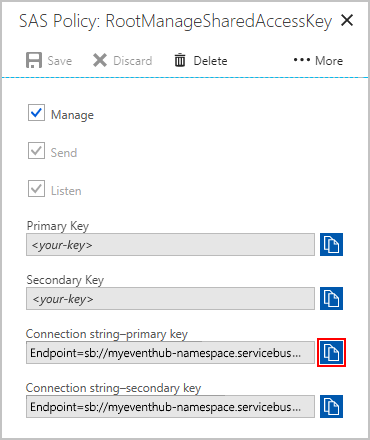 SAS Policy: RootManageSharedAccessKey
Save Discard Delete ··· More
Manage
Send
Listen
Primary Key
<your-key>
Secondary Key
<your-key>
Connection string–primary key
Endpoint=sb://myeventhub-namespace.servicebus...
Connection string–secondary key
Endpoint=sb://myeventhub-namespace.servicebus...